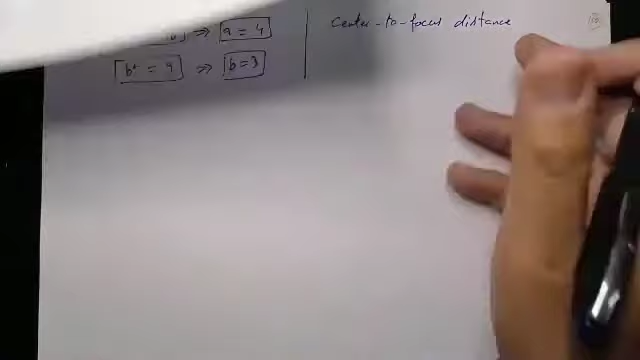 ⇒ a = 4
b² = 9 ⇒ b = 3
center-to-focus distance